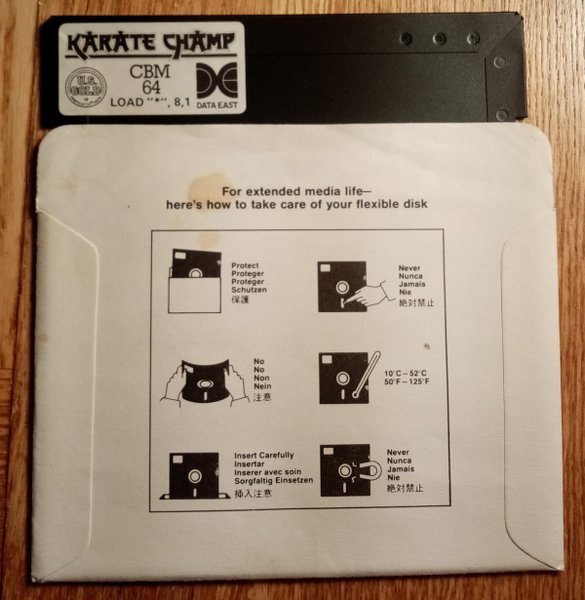 KARATE CHAMP
U.S.
GOLD
CBM
64
LOAD "*", 8,1
DATA EAST
For extended media life—
here's how to take care of your flexible disk
Protect
Proteger
Proteger
Schutzen
保護
Never
Nunca
Jamais
Nie
絶対禁止
No
No
Non
Nein
注意
10°C–52°C
50°F–125°F
Insert Carefully
Insertar
Inserer avec soin
Sorgfaltig Einsetzen
挿入注意
Never
Nunca
Jamais
Nie
絶対禁止